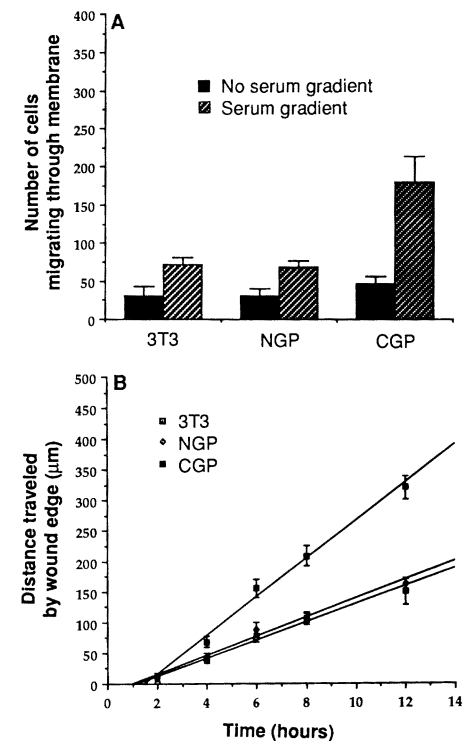 A
400
350
300
250
200
150
100
50
0
Number of cells
migrating through membrane
No serum gradient
Serum gradient
3T3
NGP
CGP
B
500
450
400
350
300
250
200
150
100
50
0
Distance traveled
by wound edge (μm)
3T3
NGP
CGP
0 2 4 6 8 10 12 14
Time (hours)